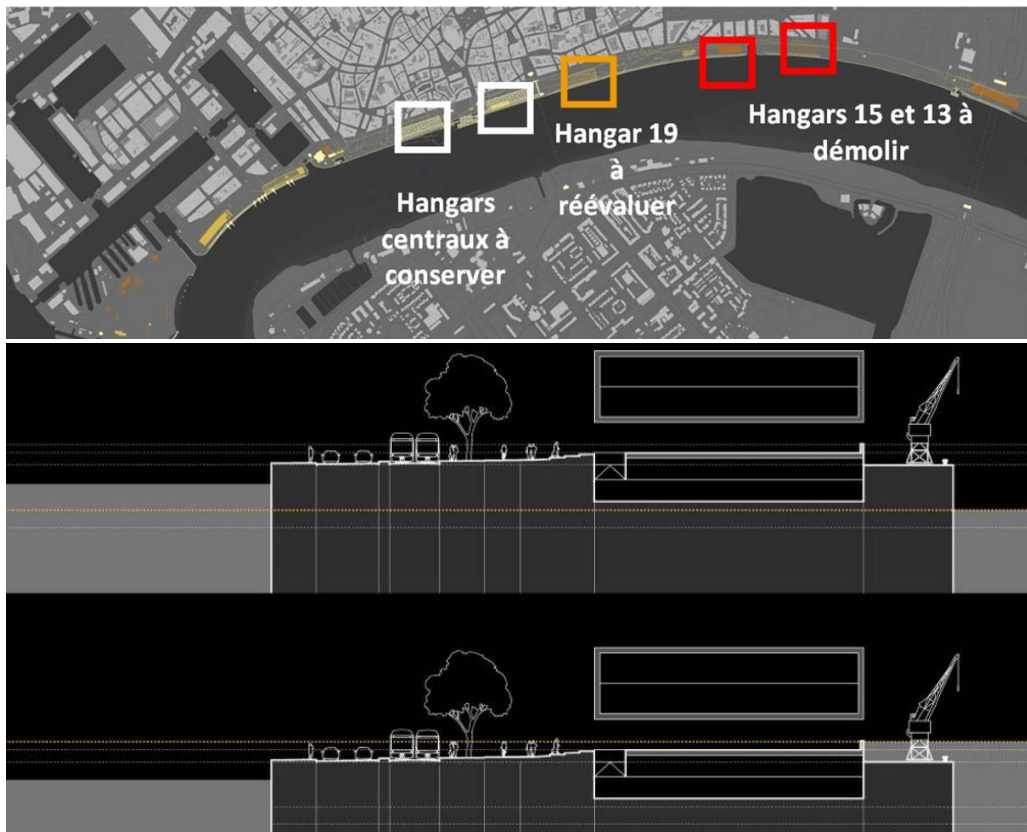 Hangars
centraux à
conserver
Hangar 19
à
réévaluer
Hangars 15 et 13 à
démolir